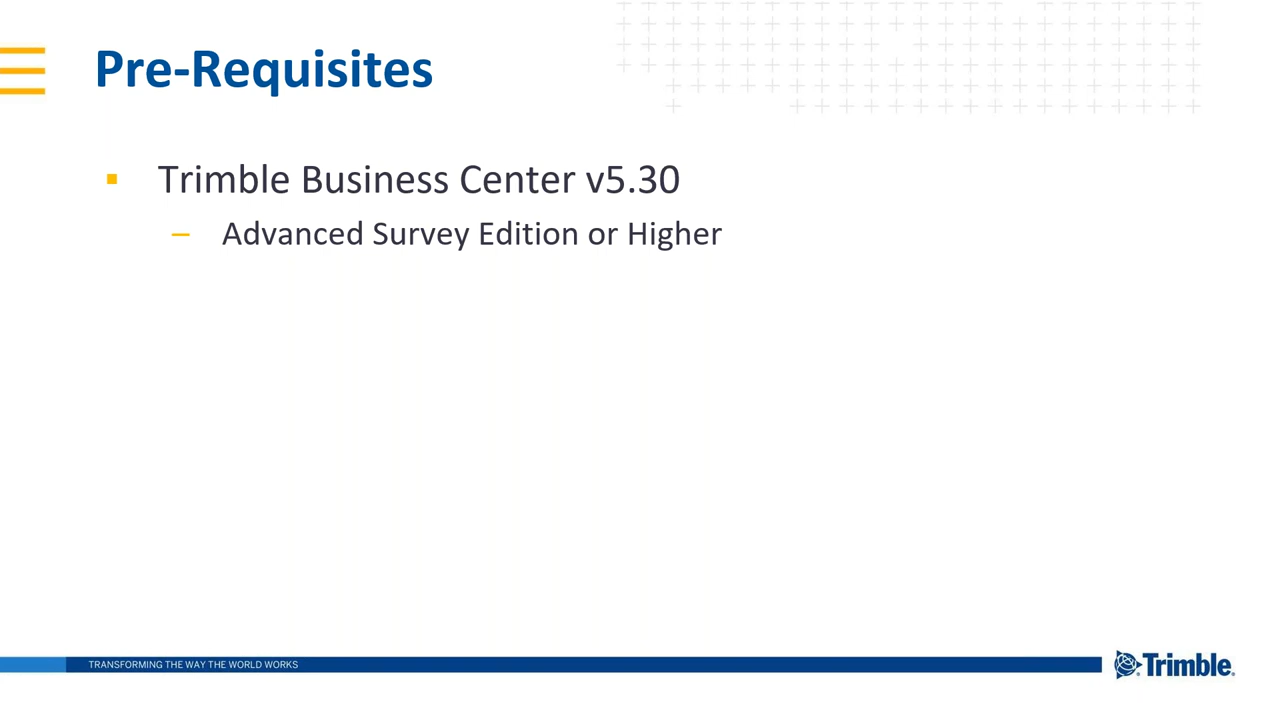 Pre-Requisites
▪ Trimble Business Center v5.30
– Advanced Survey Edition or Higher
TRANSFORMING THE WAY THE WORLD WORKS
Trimble